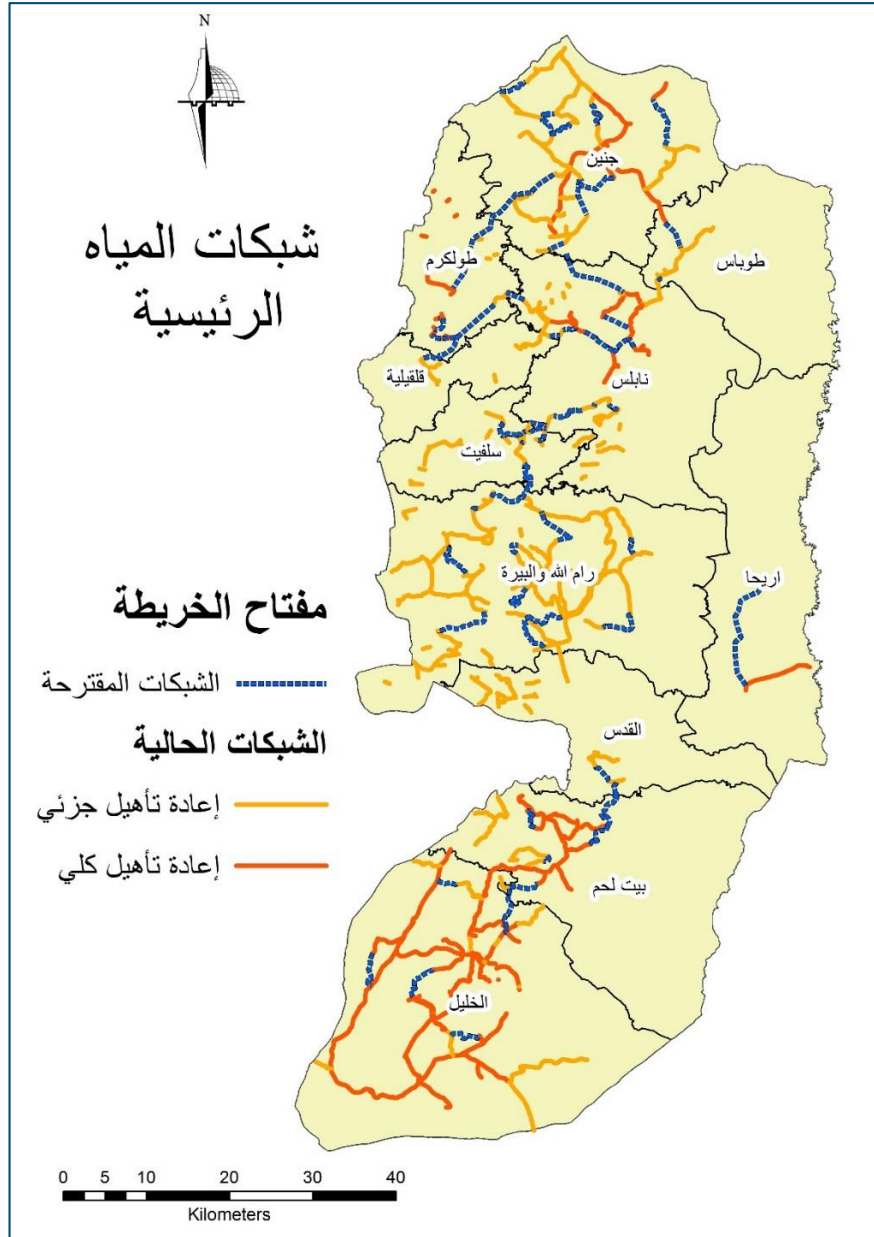 N
شبكات المياه
الرئيسية
جنين
طوباس
طولكرم
نابلس
قلقيلية
سلفيت
رام الله والبيرة
اريحا
القدس
بيت لحم
الخليل
مفتاح الخريطة
الشبكات المقترحة
الشبكات الحالية
إعادة تأهيل جزئي
إعادة تأهيل كلي
0 5 10 20 30 40
Kilometers